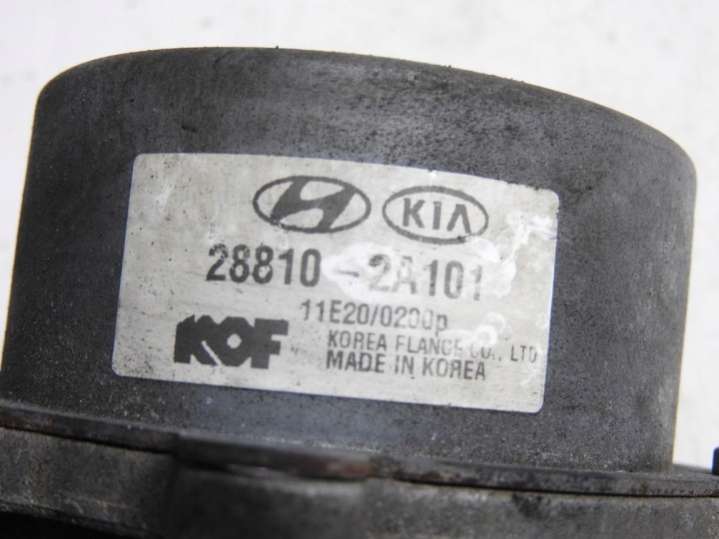 KIA
28810-2A101
11E20/0200p
KOF KOREA FLANGE CO., LTD
MADE IN KOREA